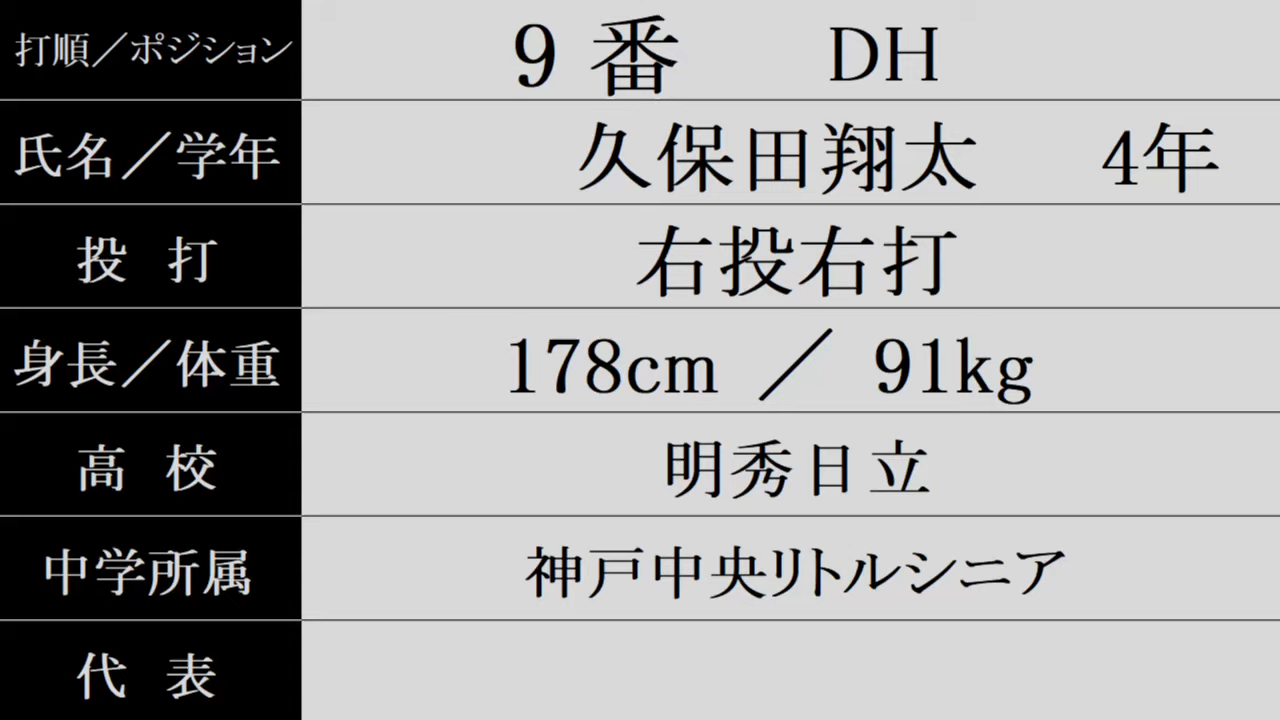 打順／ポジション 9番 DH
氏名／学年 久保田翔太 4年
投 打 右投右打
身長／体重 178cm ／ 91kg
高 校 明秀日立
中学所属 神戸中央リトルシニア
代 表